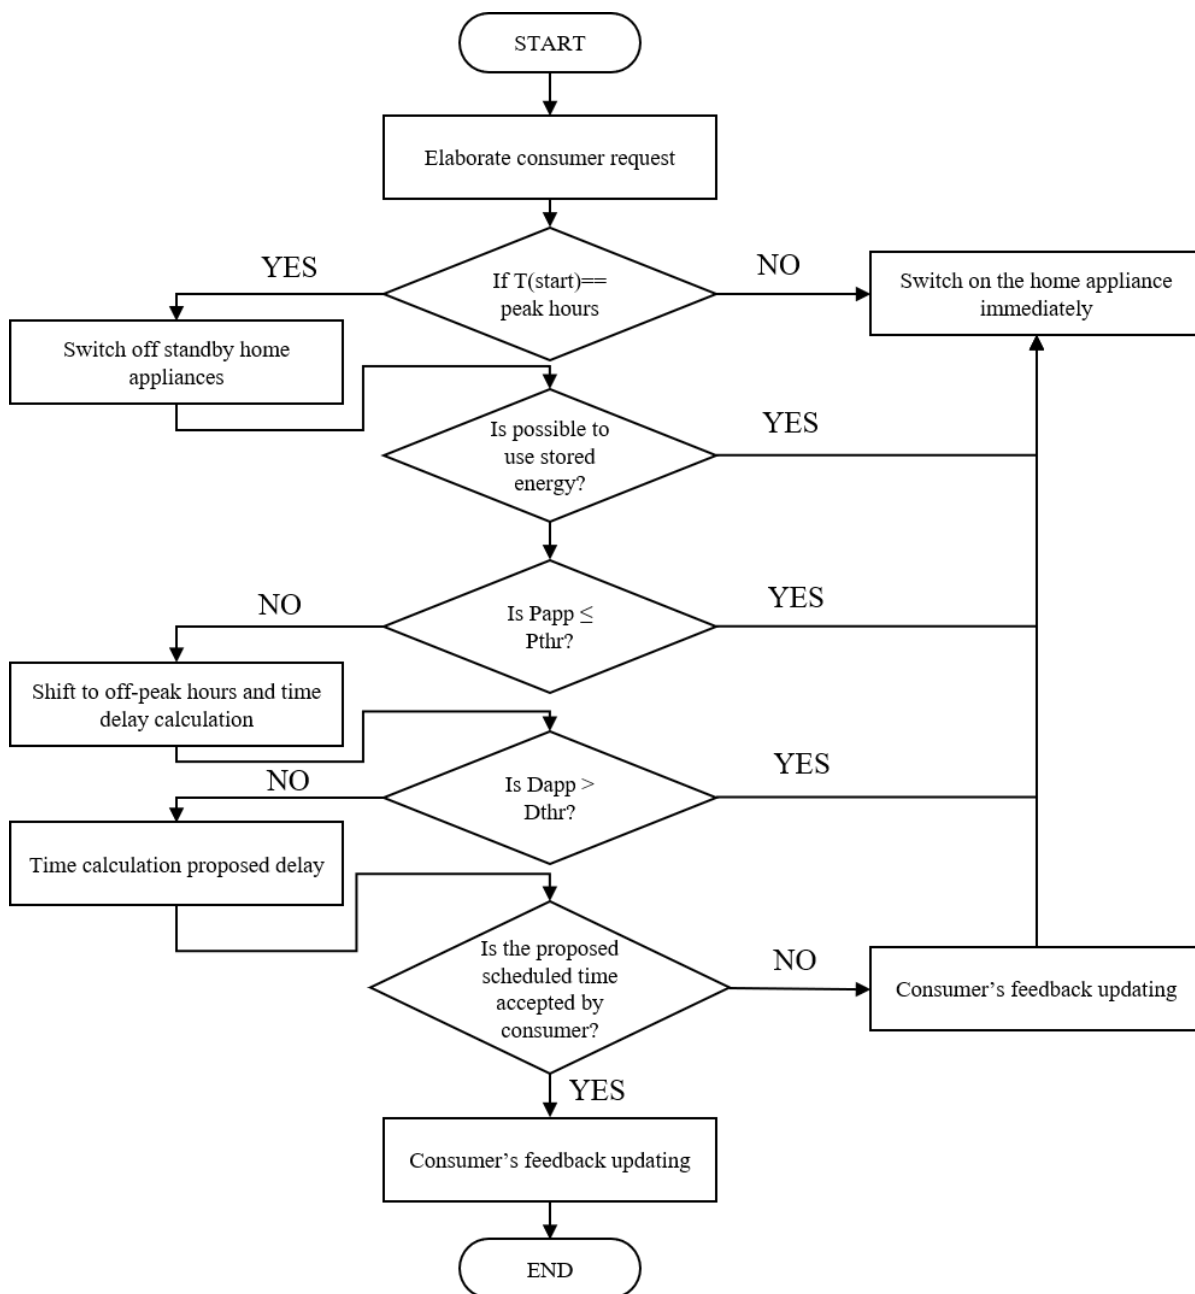 START
Elaborate consumer request
YES
If T(start)==
peak hours
NO
Switch on the home appliance
immediately
Switch off standby home
appliances
Is possible to
use stored
energy?
YES
NO
Is Papp ≤
Pthr?
YES
Shift to off-peak hours and time
delay calculation
NO
Is Dapp >
Dthr?
YES
Time calculation proposed delay
Is the proposed
scheduled time
accepted by
consumer?
NO
Consumer’s feedback updating
YES
Consumer’s feedback updating
END